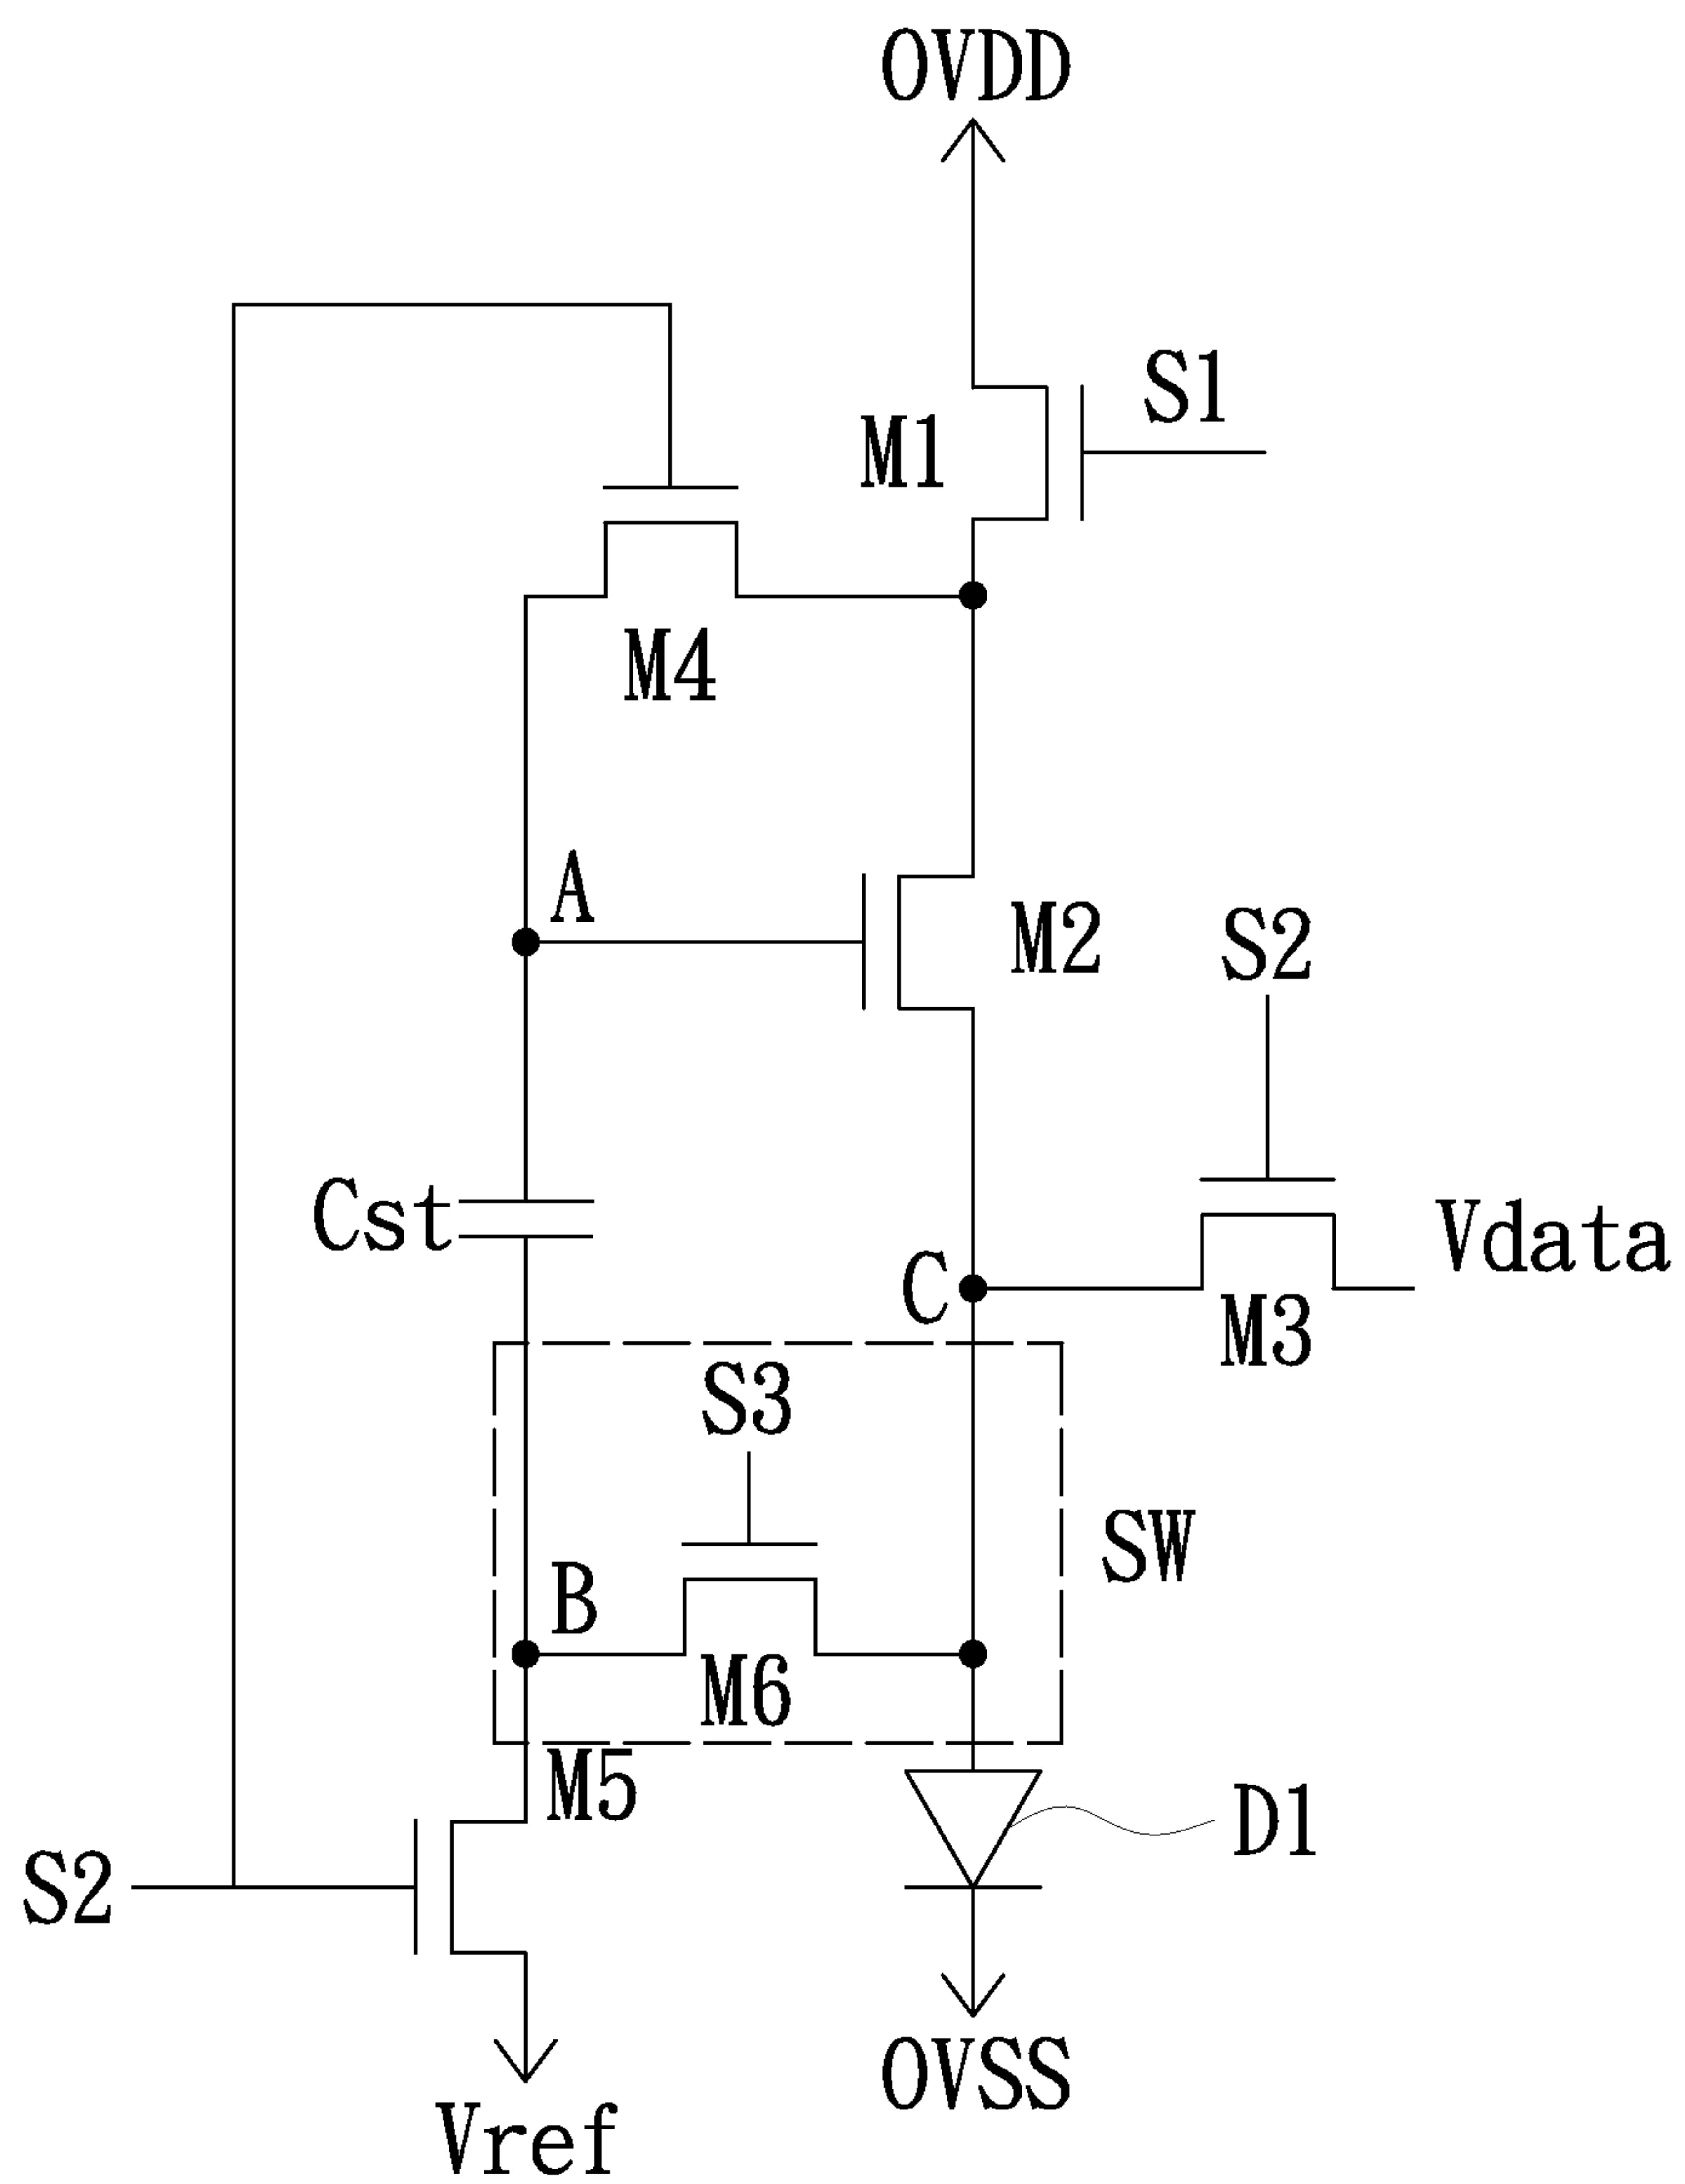 OVDD
S1
M1
M4
A
M2
S2
Cst
Vdata
C
M3
S3
SW
B
M6
M5
D1
S2
OVSS
Vref